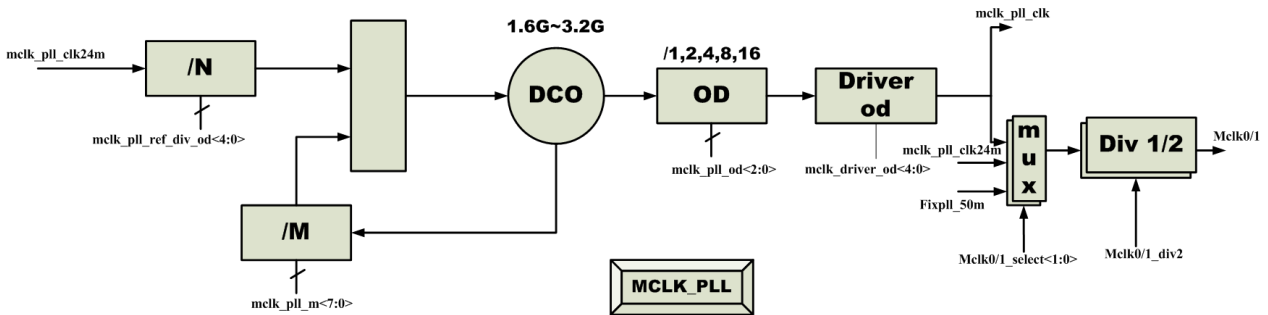 mclk_pll_clk24m
/N
mclk_pll_ref_div_od<4:0>
1.6G~3.2G
DCO
/M
mclk_pll_m<7:0>
/1,2,4,8,16
OD
mclk_pll_od<2:0>
Driver
od
mclk_driver_od<4:0>
mclk_pll_clk
mclk_pll_clk24m
Fixpll_50m
mux
Mclk0/1_select<1:0>
Div 1/2
Mclk0/1_div2
Mclk0/1
MCLK_PLL